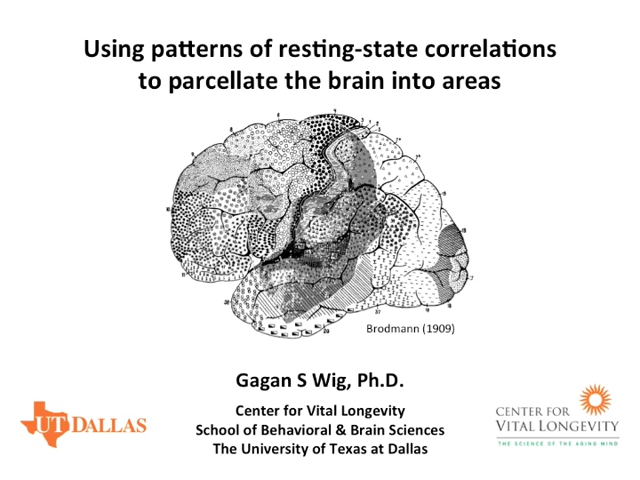 Using patterns of resting-state correlations
to parcellate the brain into areas
Brodmann (1909)
Gagan S Wig, Ph.D.
Center for Vital Longevity
School of Behavioral & Brain Sciences
The University of Texas at Dallas
UT DALLAS
CENTER FOR
VITAL LONGEVITY
THE SCIENCE OF THE AGING MIND